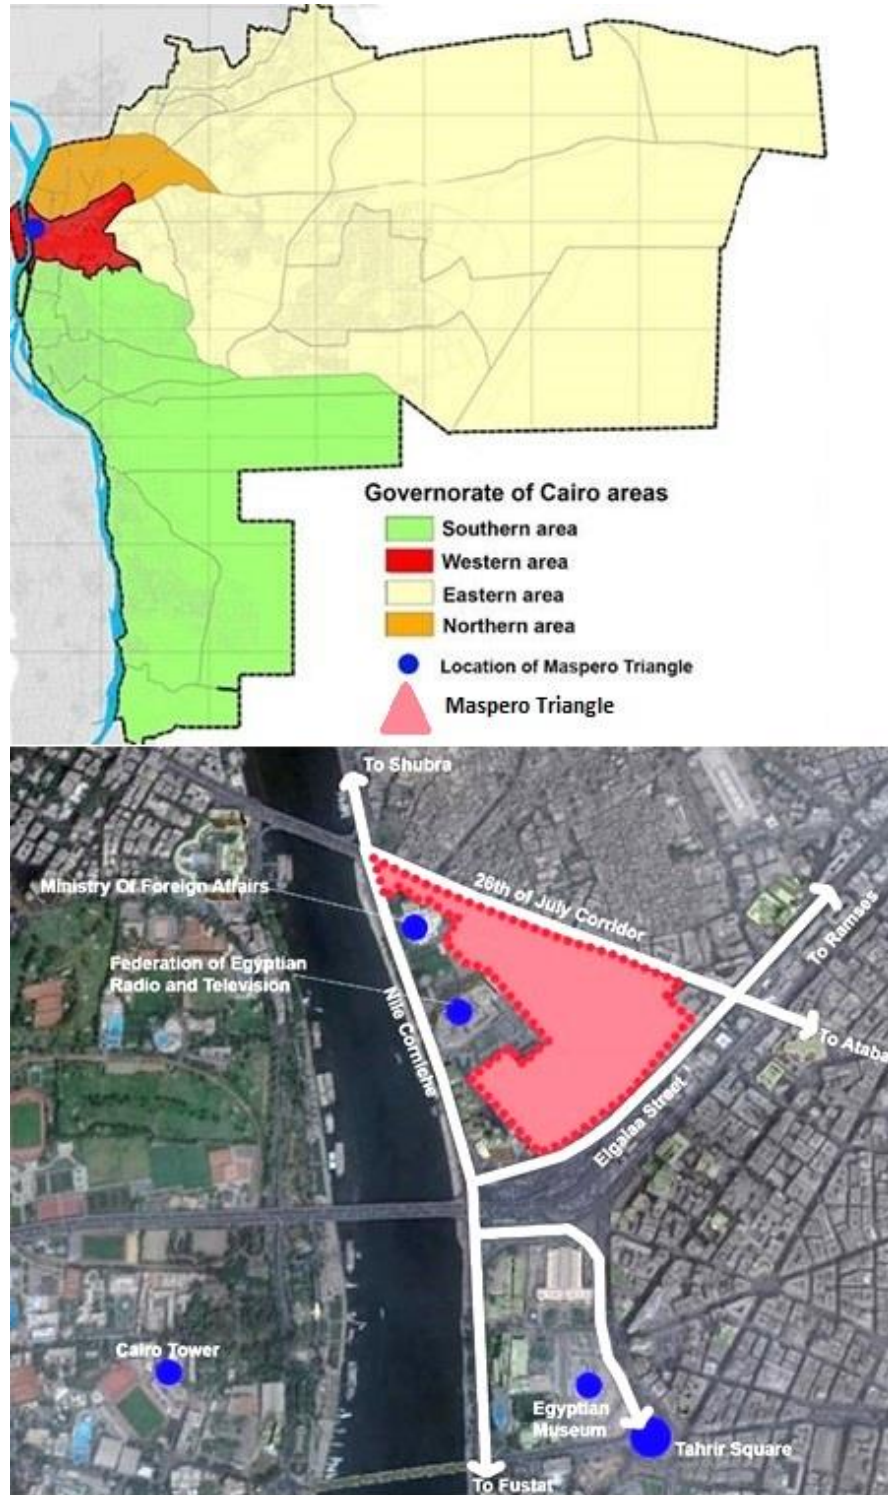 Governorate of Cairo areas
Southern area
Western area
Eastern area
Northern area
Location of Maspero Triangle
Maspero Triangle
To Shubra
Ministry Of Foreign Affairs
26th of July Corridor
To Ramses
Federation of Egyptian
Radio and Television
Nile Corniche
To Ataba
Elgalaa Street
Cairo Tower
Egyptian
Museum
Tahrir Square
To Fustat